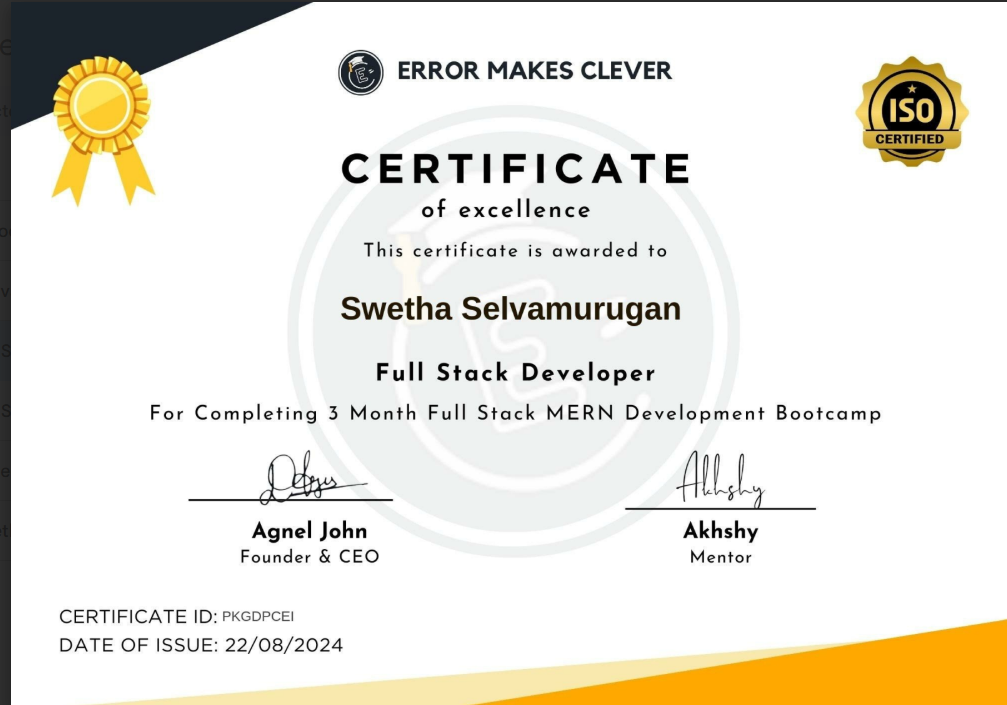 ERROR MAKES CLEVER
ISO
CERTIFIED
CERTIFICATE
of excellence
This certificate is awarded to
Swetha Selvamurugan
Full Stack Developer
For Completing 3 Month Full Stack MERN Development Bootcamp
Akhshy
Agnel John
Founder & CEO
Akhshy
Mentor
CERTIFICATE ID: PKGDPCEI
DATE OF ISSUE: 22/08/2024